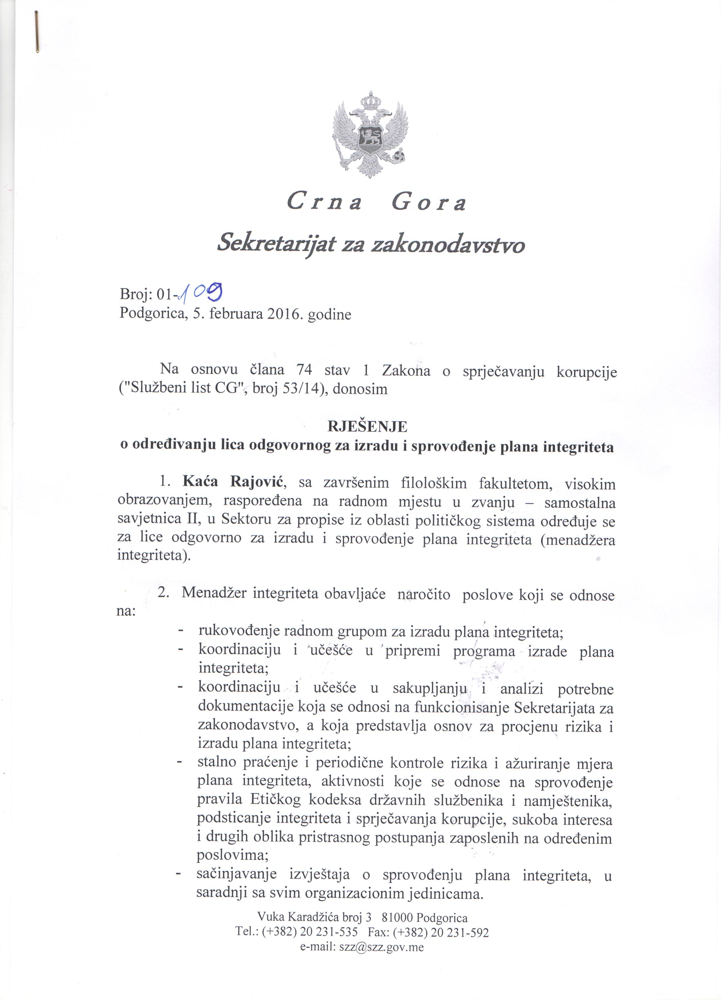 Crna Gora
Sekretarijat za zakonodavstvo
Broj: 01-109
Podgorica, 5. februara 2016. godine
Na osnovu člana 74 stav 1 Zakona o sprječavanju korupcije
("Službeni list CG", broj 53/14), donosim
RJEŠENJE
o određivanju lica odgovornog za izradu i sprovođenje plana integriteta
1. Kaća Rajović, sa završenim filološkim fakultetom, visokim
obrazovanjem, raspoređena na radnom mjestu u zvanju – samostalna
savjetnica II, u Sektoru za propise iz oblasti političkog sistema određuje se
za lice odgovorno za izradu i sprovođenje plana integriteta (menadžera
integriteta).
2. Menadžer integriteta obavljaće naročito poslove koji se odnose
na:
- rukovođenje radnom grupom za izradu plana integriteta;
- koordinaciju i učešće u pripremi programa izrade plana
integriteta;
- koordinaciju i učešće u sakupljanju i analizi potrebne
dokumentacije koja se odnosi na funkcionisanje Sekretarijata za
zakonodavstvo, a koja predstavlja osnov za procjenu rizika i
izradu plana integriteta;
- stalno praćenje i periodične kontrole rizika i ažuriranje mjera
plana integriteta, aktivnosti koje se odnose na sprovođenje
pravila Etičkog kodeksa državnih službenika i namještenika,
podsticanje integriteta i sprječavanja korupcije, sukoba interesa
i drugih oblika pristrasnog postupanja zaposlenih na određenim
poslovima;
- sačinjavanje izvještaja o sprovođenju plana integriteta, u
saradnji sa svim organizacionim jedinicama.
Vuka Karadžića broj 3 81000 Podgorica
Tel.: (+382) 20 231-535 Fax: (+382) 20 231-592
e-mail: szz@szz.gov.me